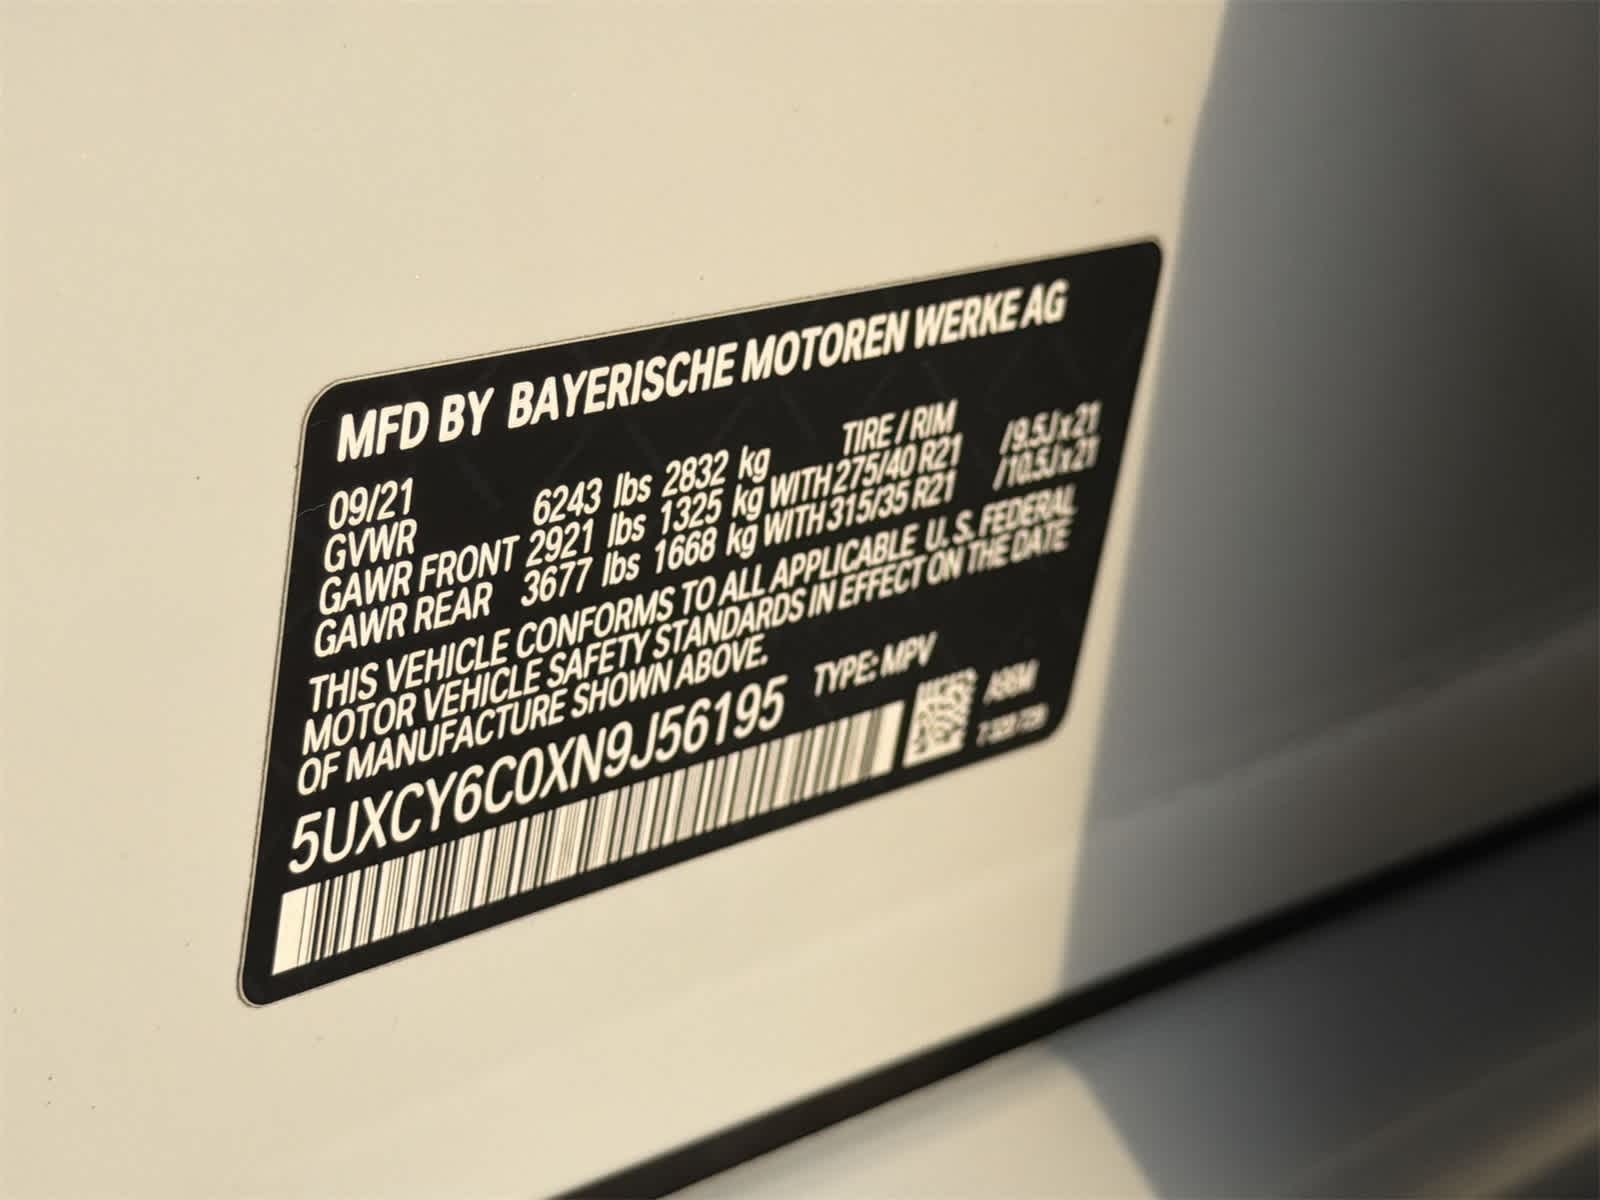 MFD BY BAYERISCHE MOTOREN WERKE AG
09/21 TIRE / RIM
GVWR 6243 lbs 2832 kg
GAWR FRONT 2921 lbs 1325 kg WITH 275/40 R21 /9.5J x 21
GAWR REAR 3677 lbs 1668 kg WITH 315/35 R21 /10.5J x 21
THIS VEHICLE CONFORMS TO ALL APPLICABLE U. S. FEDERAL
MOTOR VEHICLE SAFETY STANDARDS IN EFFECT ON THE DATE
OF MANUFACTURE SHOWN ABOVE.
5UXCY6C0XN9J56195 TYPE: MPV